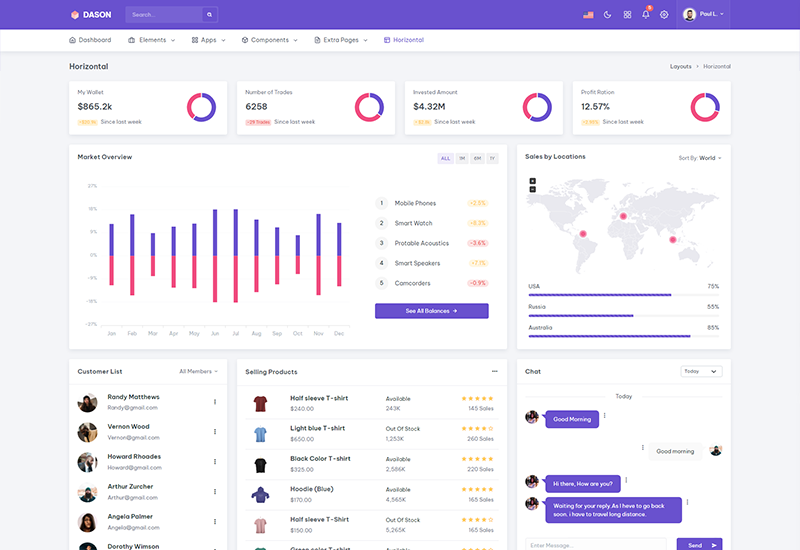 DASON
Search...
Paul L.
Dashboard
Elements
Apps
Components
Extra Pages
Horizontal
Horizontal
Layouts > Horizontal
My Wallet
$865.2k
Since last week
Number of Trades
6258
-29 Trades
Since last week
Invested Amount
$4.32M
Since last week
Profit Ration
12.57%
Since last week
Market Overview
ALL 1M 6M 1Y
27%
18%
9%
0%
-9%
-18%
-27%
Jan Feb Mar Apr May Jun Jul Aug Sep Oct Nov Dec
1 Mobile Phones +2.5%
2 Smart Watch +8.3%
3 Protable Acoustics -3.6%
4 Smart Speakers +7.1%
5 Camcorders -0.9%
See All Balances →
Sales by Locations
Sort By: World
+
−
USA 75%
Russia 55%
Australia 85%
Customer List
All Members
Randy Matthews
Randy@gmail.com
Vernon Wood
Vernon@gmail.com
Howard Rhoades
Howard@gmail.com
Arthur Zurcher
Arthur@gmail.com
Angela Palmer
Angela@gmail.com
Dorothy Wimson
Selling Products
Half sleeve T-shirt Available
$240.00 243K 145 Sales
Light blue T-shirt Out Of Stock
$650.00 1,253K 260 Sales
Black Color T-shirt Available
$325.00 2,586K 220 Sales
Hoodie (Blue) Available
$170.00 4,565K 165 Sales
Half sleeve T-Shirt Out Of Stock
$150.00 5,265K 165 Sales
Green color T-shirt
Chat
Today
Today
Good Morning
Good morning
Hi there, How are you?
Waiting for your reply.As I have to go back
soon. i have to travel long distance.
Enter Message...
Send